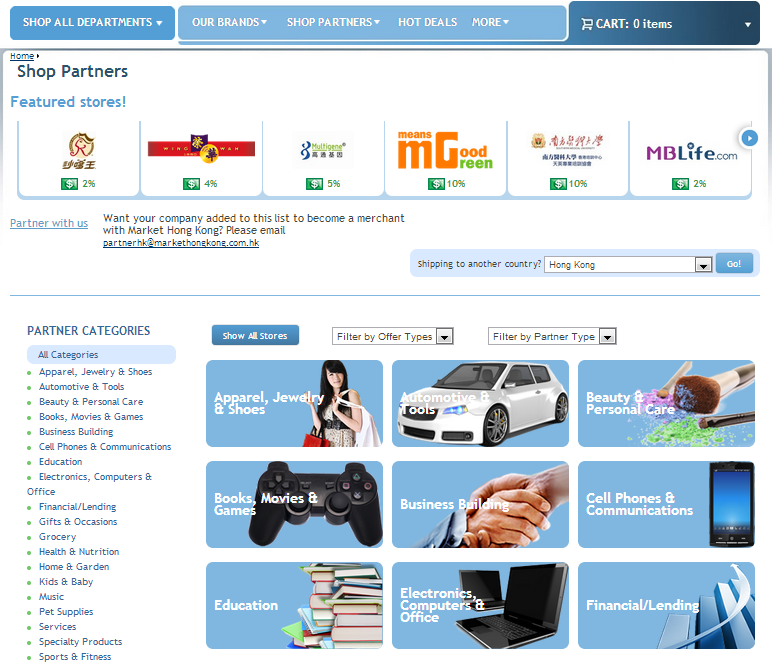 SHOP ALL DEPARTMENTS
OUR BRANDS
SHOP PARTNERS
HOT DEALS
MORE
CART: 0 items
Home
Shop Partners
Featured stores!
WING WAN
Multigene
高通基因
means
mGood
Green
南方医科大学
MBLife.com
2%
4%
5%
10%
10%
2%
Partner with us
Want your company added to this list to become a merchant
with Market Hong Kong? Please email
partnerhk@markethongkong.com.hk
Shipping to another country?
Hong Kong
Go!
PARTNER CATEGORIES
All Categories
Apparel, Jewelry & Shoes
Automotive & Tools
Beauty & Personal Care
Books, Movies & Games
Business Building
Cell Phones & Communications
Education
Electronics, Computers &
Office
Financial/Lending
Gifts & Occasions
Grocery
Health & Nutrition
Home & Garden
Kids & Baby
Music
Pet Supplies
Services
Specialty Products
Sports & Fitness
Show All Stores
Filter by Offer Types
Filter by Partner Type
Apparel, Jewelry
& Shoes
Automotive &
Tools
Beauty &
Personal Care
Books, Movies &
Games
Business Building
Cell Phones &
Communications
Education
Electronics,
Computers &
Office
Financial/Lending